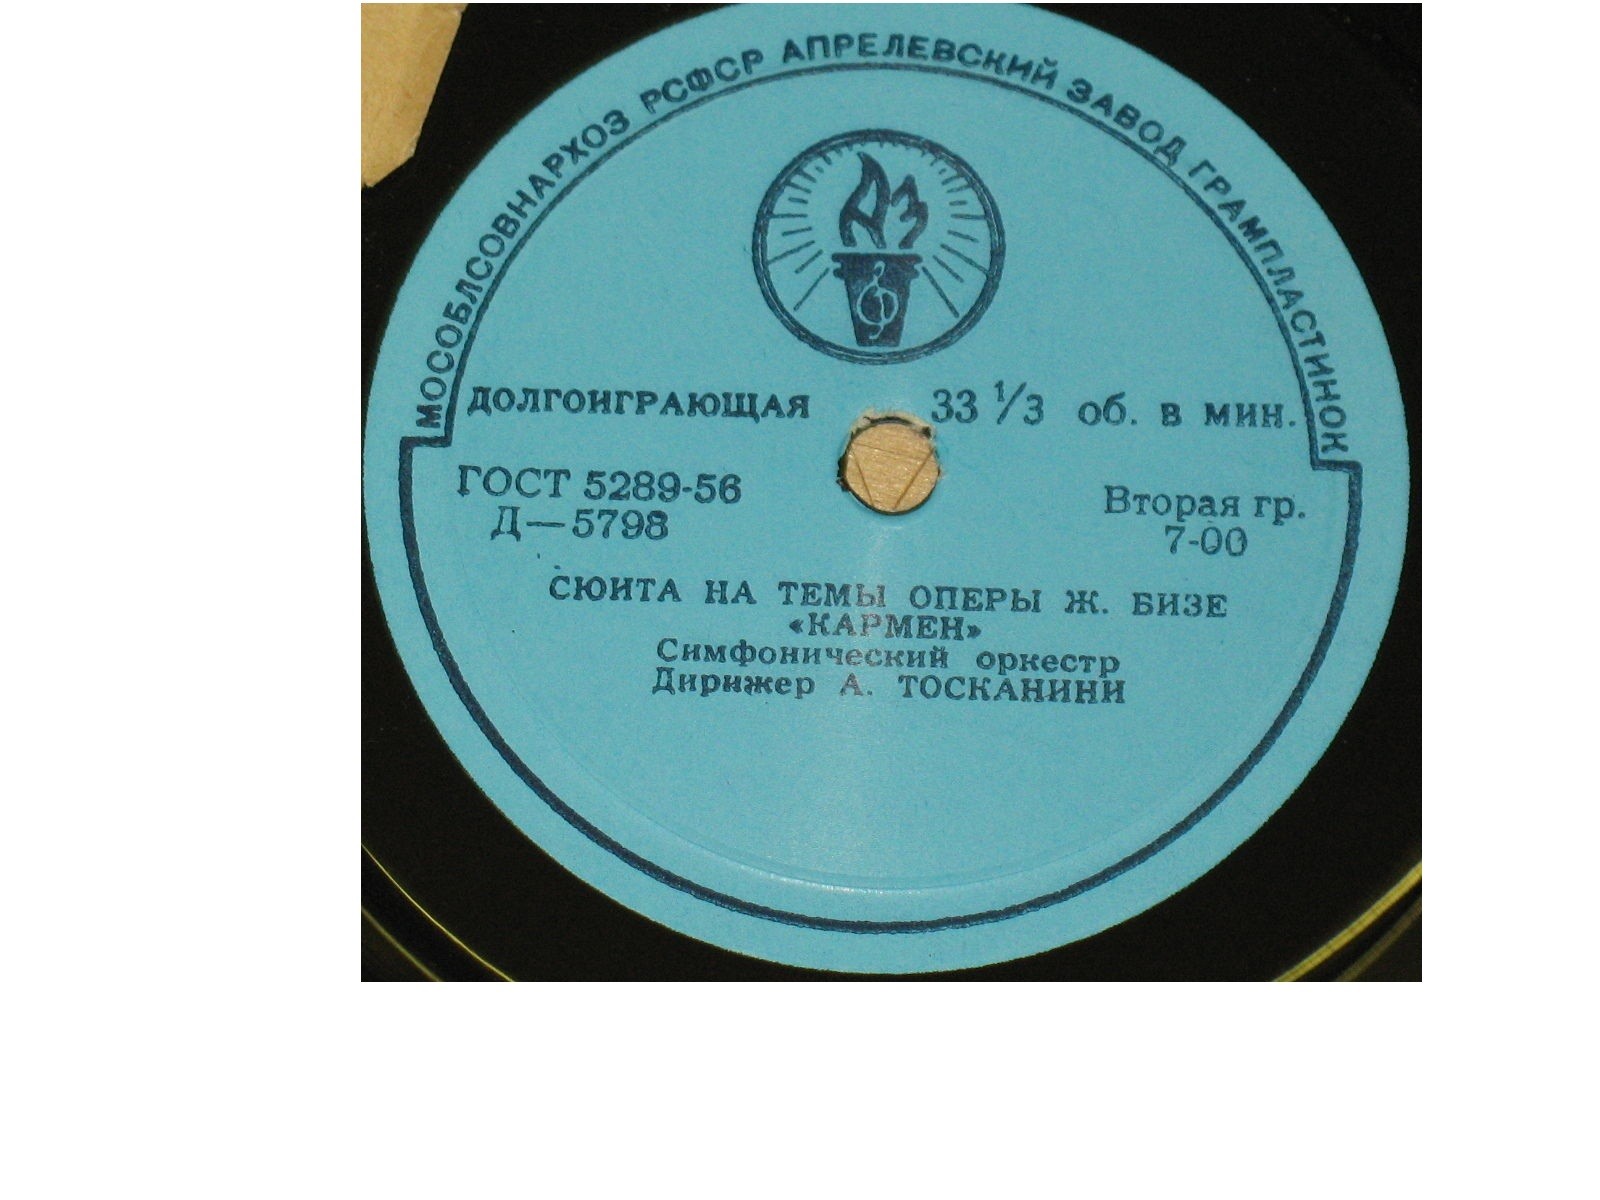 МОСОБЛСОВНАРХОЗ РСФСР АПРЕЛЕВСКИЙ ЗАВОД ГРАМПЛАСТИНОК
АЗ
ДОЛГОИГРАЮЩАЯ 33 1/3 об. в мин.
ГОСТ 5289-56
Д—5798
Вторая гр.
7-00
СЮИТА НА ТЕМЫ ОПЕРЫ Ж. БИЗЕ
«КАРМЕН»
Симфонический оркестр
Дирижер А. ТОСКАНИНИ